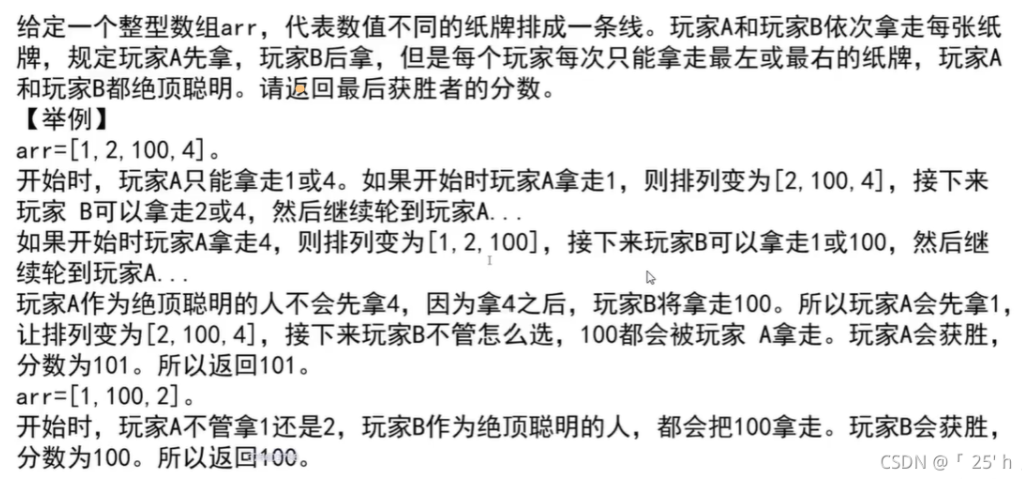 给定一个整型数组arr，代表数值不同的纸牌排成一条线。玩家A和玩家B依次拿走每张纸
牌，规定玩家A先拿，玩家B后拿，但是每个玩家每次只能拿走最左或最右的纸牌，玩家A
和玩家B都绝顶聪明。请返回最后获胜者的分数。
【举例】
arr=[1,2,100,4]。
开始时，玩家A只能拿走1或4。如果开始时玩家A拿走1，则排列变为[2,100,4]，接下来
玩家 B可以拿走2或4，然后继续轮到玩家A...
如果开始时玩家A拿走4，则排列变为[1,2,100]，接下来玩家B可以拿走1或100，然后继
续轮到玩家A...
玩家A作为绝顶聪明的人不会先拿4，因为拿4之后，玩家B将拿走100。所以玩家A会先拿1，
让排列变为[2,100,4]，接下来玩家B不管怎么选，100都会被玩家 A拿走。玩家A会获胜，
分数为101。所以返回101。
arr=[1,100,2]。
开始时，玩家A不管拿1还是2，玩家B作为绝顶聪明的人，都会把100拿走。玩家B会获胜，
分数为100。所以返回100。
CSDN @「 25' h